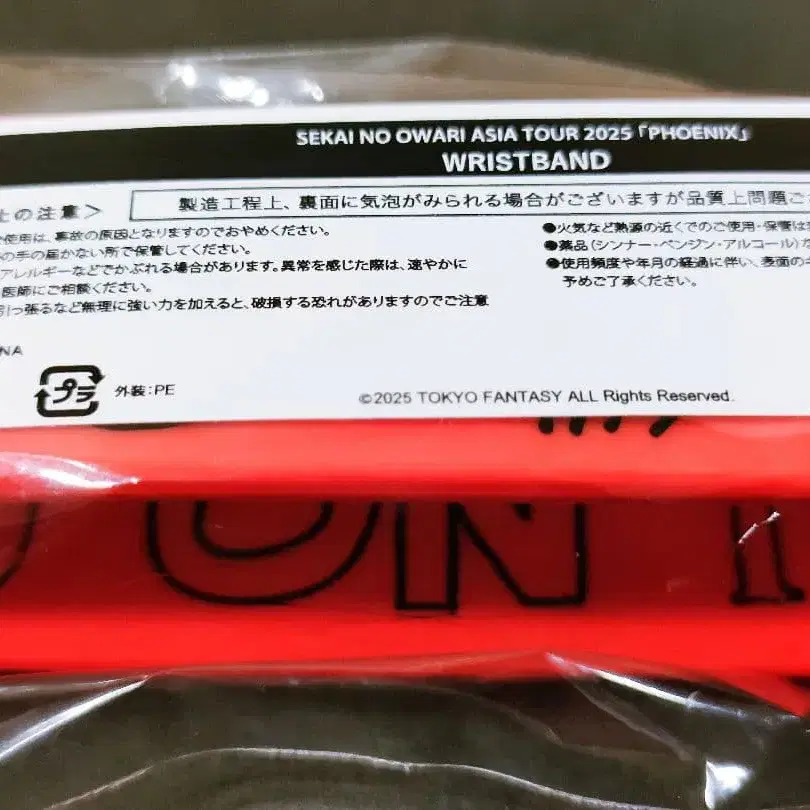 SEKAI NO OWARI ASIA TOUR 2025「PHOENIX」
WRISTBAND
上の注意＞
製造工程上、裏面に気泡がみられる場合がございますが品質上問題ご
使用は、事故の原因となりますのでおやめください。
の手の届かない所で保管してください。
アレルギーなどでかぶれる場合があります。異常を感じた際は、速やかに
医師にご相談ください。
引っ張るなど無理に強い力を加えると、破損する恐れがありますのでご注意
●火気など熱源の近くでのご使用・保管は
●薬品(シンナー・ベンジン・アルコール)な
●使用頻度や年月の経過に伴い、表面の
予めご了承ください。
NA
プラ
外装:PE
©2025 TOKYO FANTASY ALL Rights Reserved.
ON